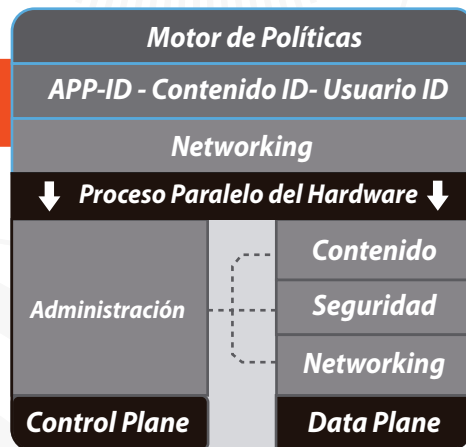 Motor de Políticas
APP-ID - Contenido ID- Usuario ID
Networking
Proceso Paralelo del Hardware
Administración
Contenido
Seguridad
Networking
Control Plane
Data Plane